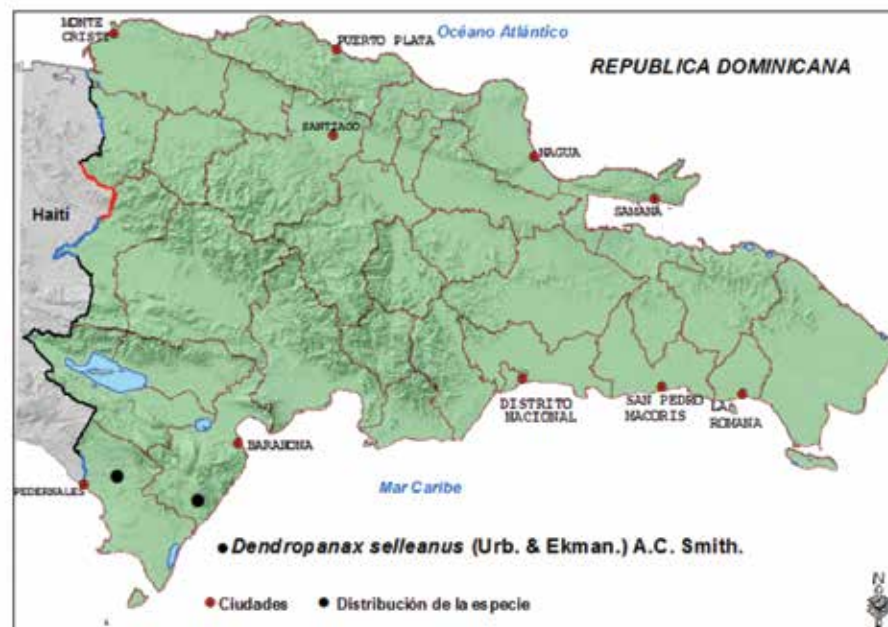 MONTE
CRISTI
PUERTO PLATA
Océano Atlántico
REPUBLICA DOMINICANA
SANTIAGO
NAGUA
SAMANA
Haití
DISTRITO
NACIONAL
SAN PEDRO
MACORIS
LA
ROMANA
BARAHONA
PEDERNALES
Mar Caribe
Dendropanax selleanus (Urb. & Ekman.) A.C. Smith.
Ciudades
Distribución de la especie